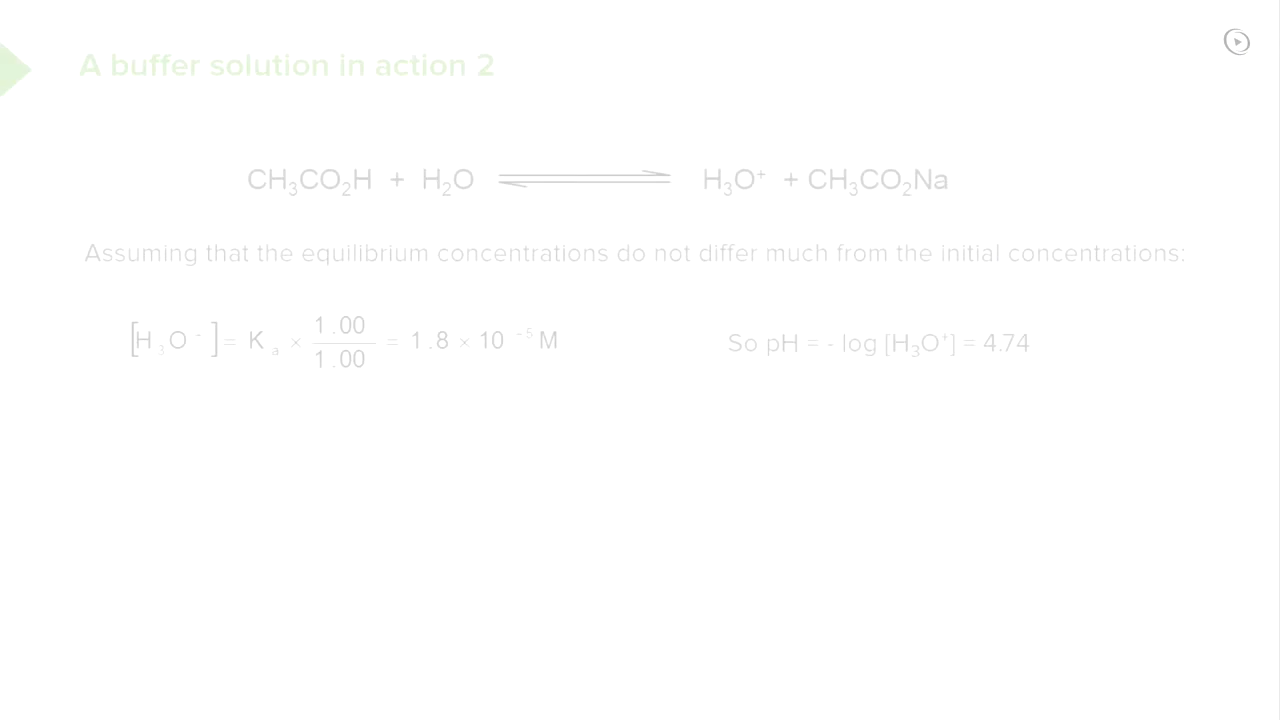 A buffer solution in action 2
CH₃CO₂H + H₂O ⇌ H₃O⁺ + CH₃CO₂Na
Assuming that the equilibrium concentrations do not differ much from the initial concentrations:
[H₃O⁻] = Kₐ × 1.00/1.00 = 1.8 × 10⁻⁵ M
So pH = - log [H₃O⁺] = 4.74